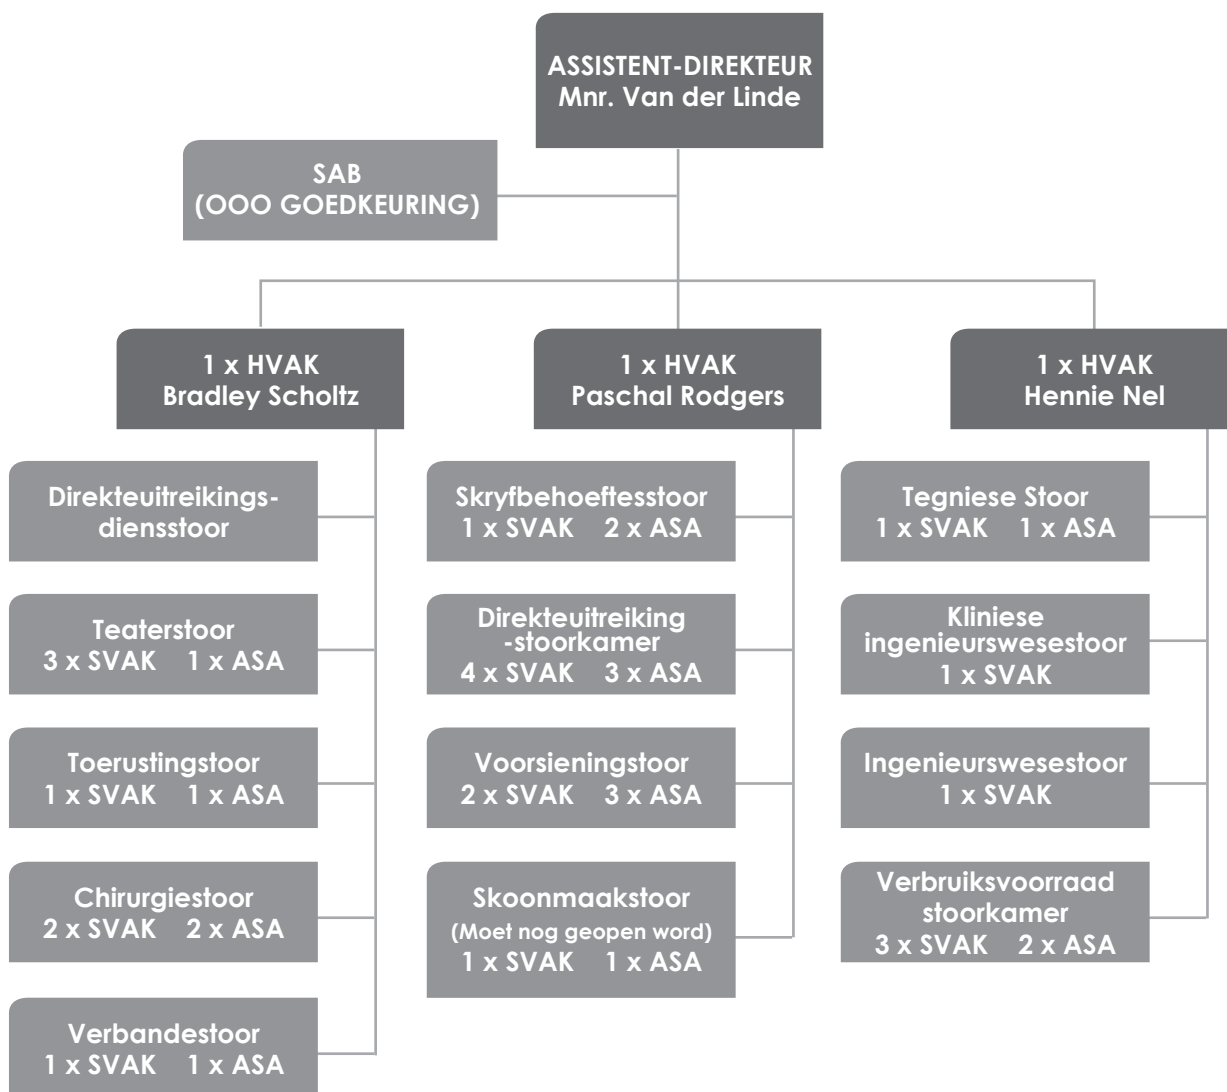 ASSISTENT-DIREKTEUR
Mnr. Van der Linde
SAB
(OOO GOEDKEURING)
1 x HVAK
Bradley Scholtz
Direkteuitreikings-
diensstoor
Teaterstoor
3 x SVAK 1 x ASA
Toerustingstoor
1 x SVAK 1 x ASA
Chirurgiestoor
2 x SVAK 2 x ASA
Verbandestoor
1 x SVAK 1 x ASA
1 x HVAK
Paschal Rodgers
Skryfbehoeftesstoor
1 x SVAK 2 x ASA
Direkteuitreiking
-stoorkamer
4 x SVAK 3 x ASA
Voorsieningstoor
2 x SVAK 3 x ASA
Skoonmaakstoor
(Moet nog geopen word)
1 x SVAK 1 x ASA
1 x HVAK
Hennie Nel
Tegniese Stoor
1 x SVAK 1 x ASA
Kliniese
ingenieurswesestoor
1 x SVAK
Ingenieurswesestoor
1 x SVAK
Verbruiksvoorraad
stoorkamer
3 x SVAK 2 x ASA